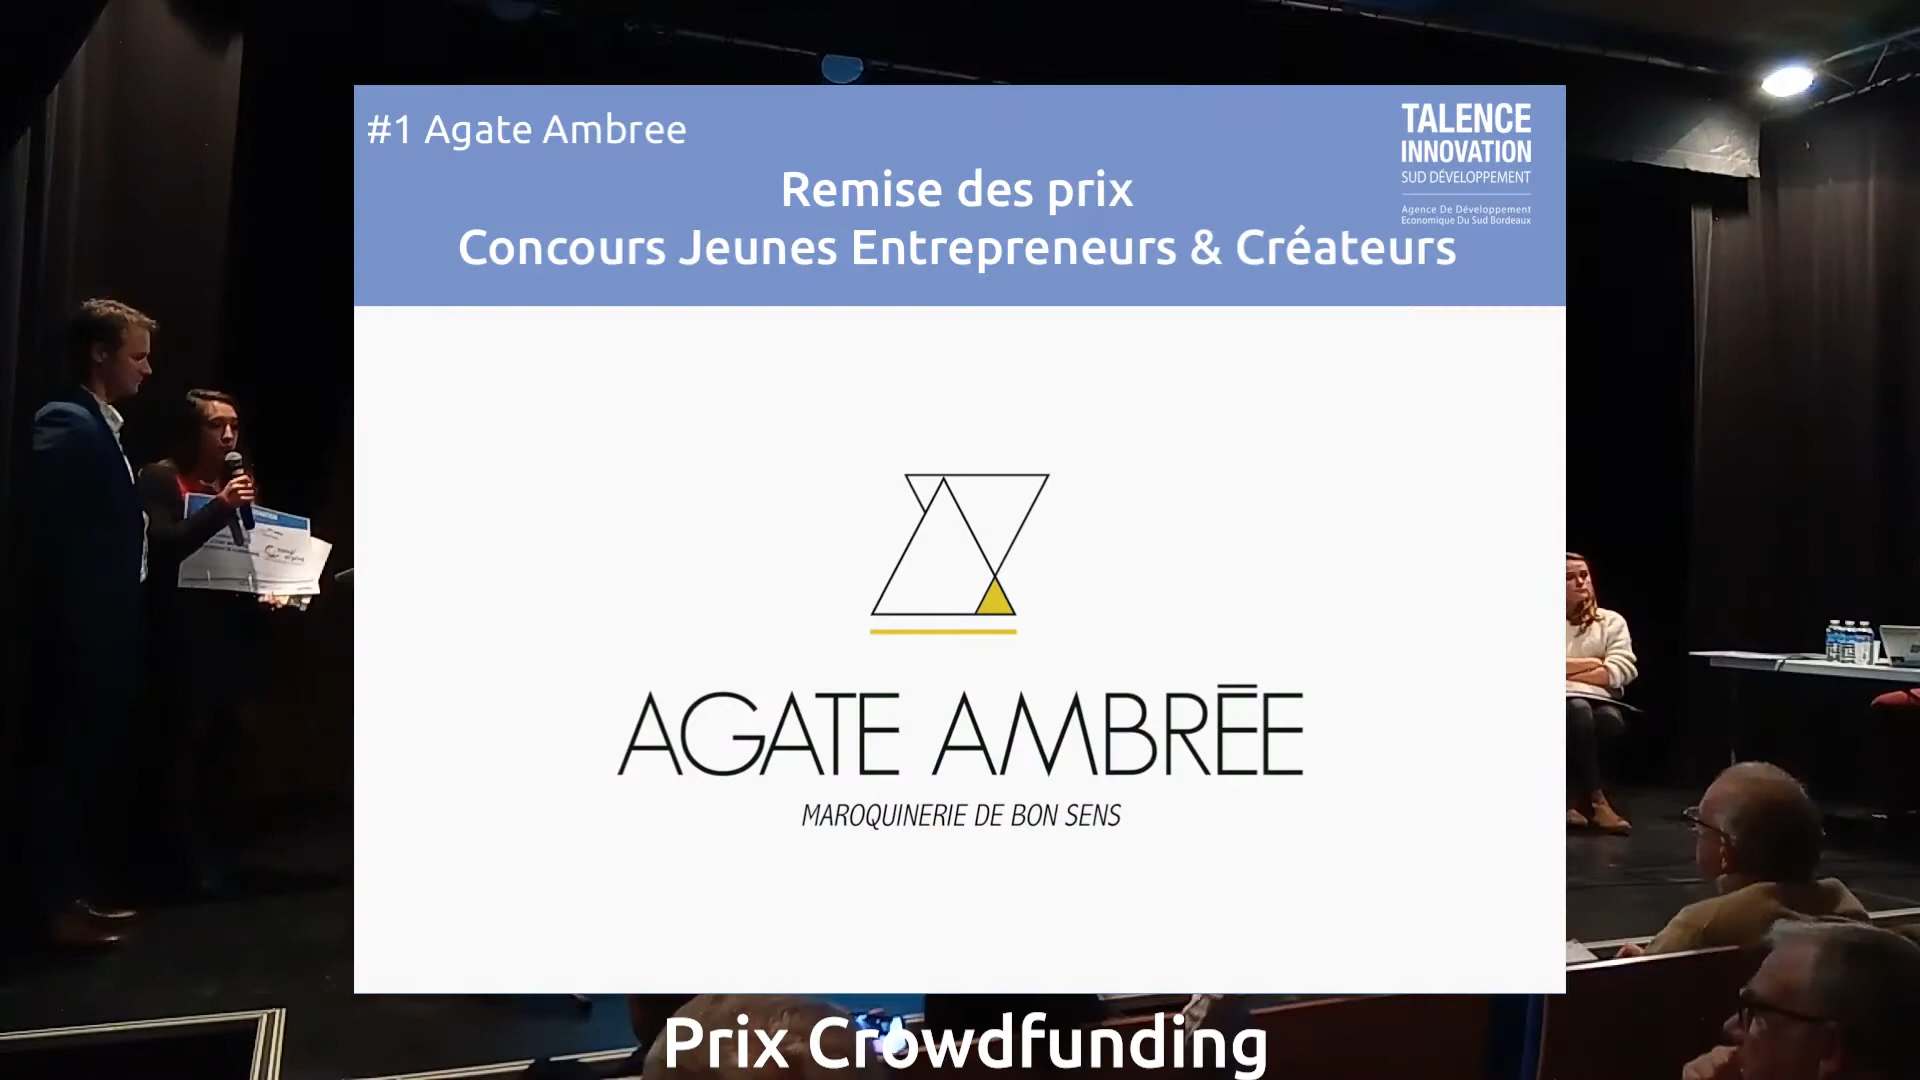 #1 Agate Ambree
TALENCE
INNOVATION
SUD DÉVELOPPEMENT
Agence De Développement
Economique Du Sud Bordeaux
Remise des prix
Concours Jeunes Entrepreneurs & Créateurs
AGATE AMBRĒE
MAROQUINERIE DE BON SENS
Prix Crowdfunding